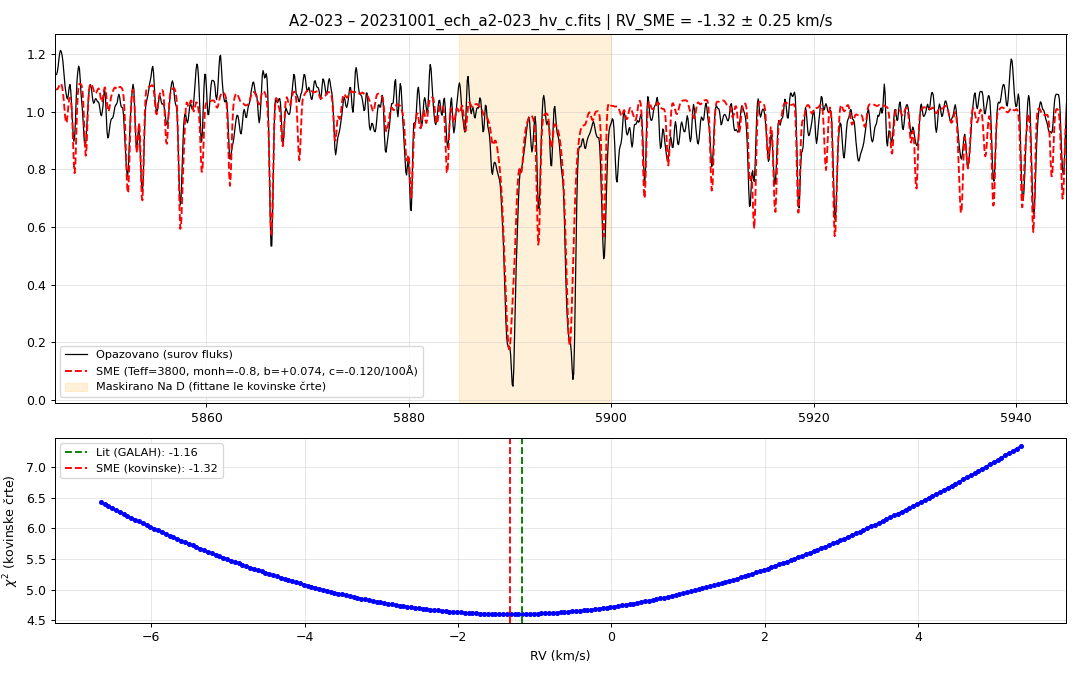 A2-023 – 20231001_ech_a2-023_hv_c.fits | RV_SME = -1.32 ± 0.25 km/s
1.2
1.0
0.8
0.6
0.4
0.2
0.0
Opazovano (surov fluks)
SME (Teff=3800, monh=-0.8, b=+0.074, c=-0.120/100Å)
Maskirano Na D (fittane le kovinske črte)
5860 5880 5900 5920 5940
χ² (kovinske črte)
7.0
6.5
6.0
5.5
5.0
4.5
Lit (GALAH): -1.16
SME (kovinske): -1.32
−6 −4 −2 0 2 4
RV (km/s)